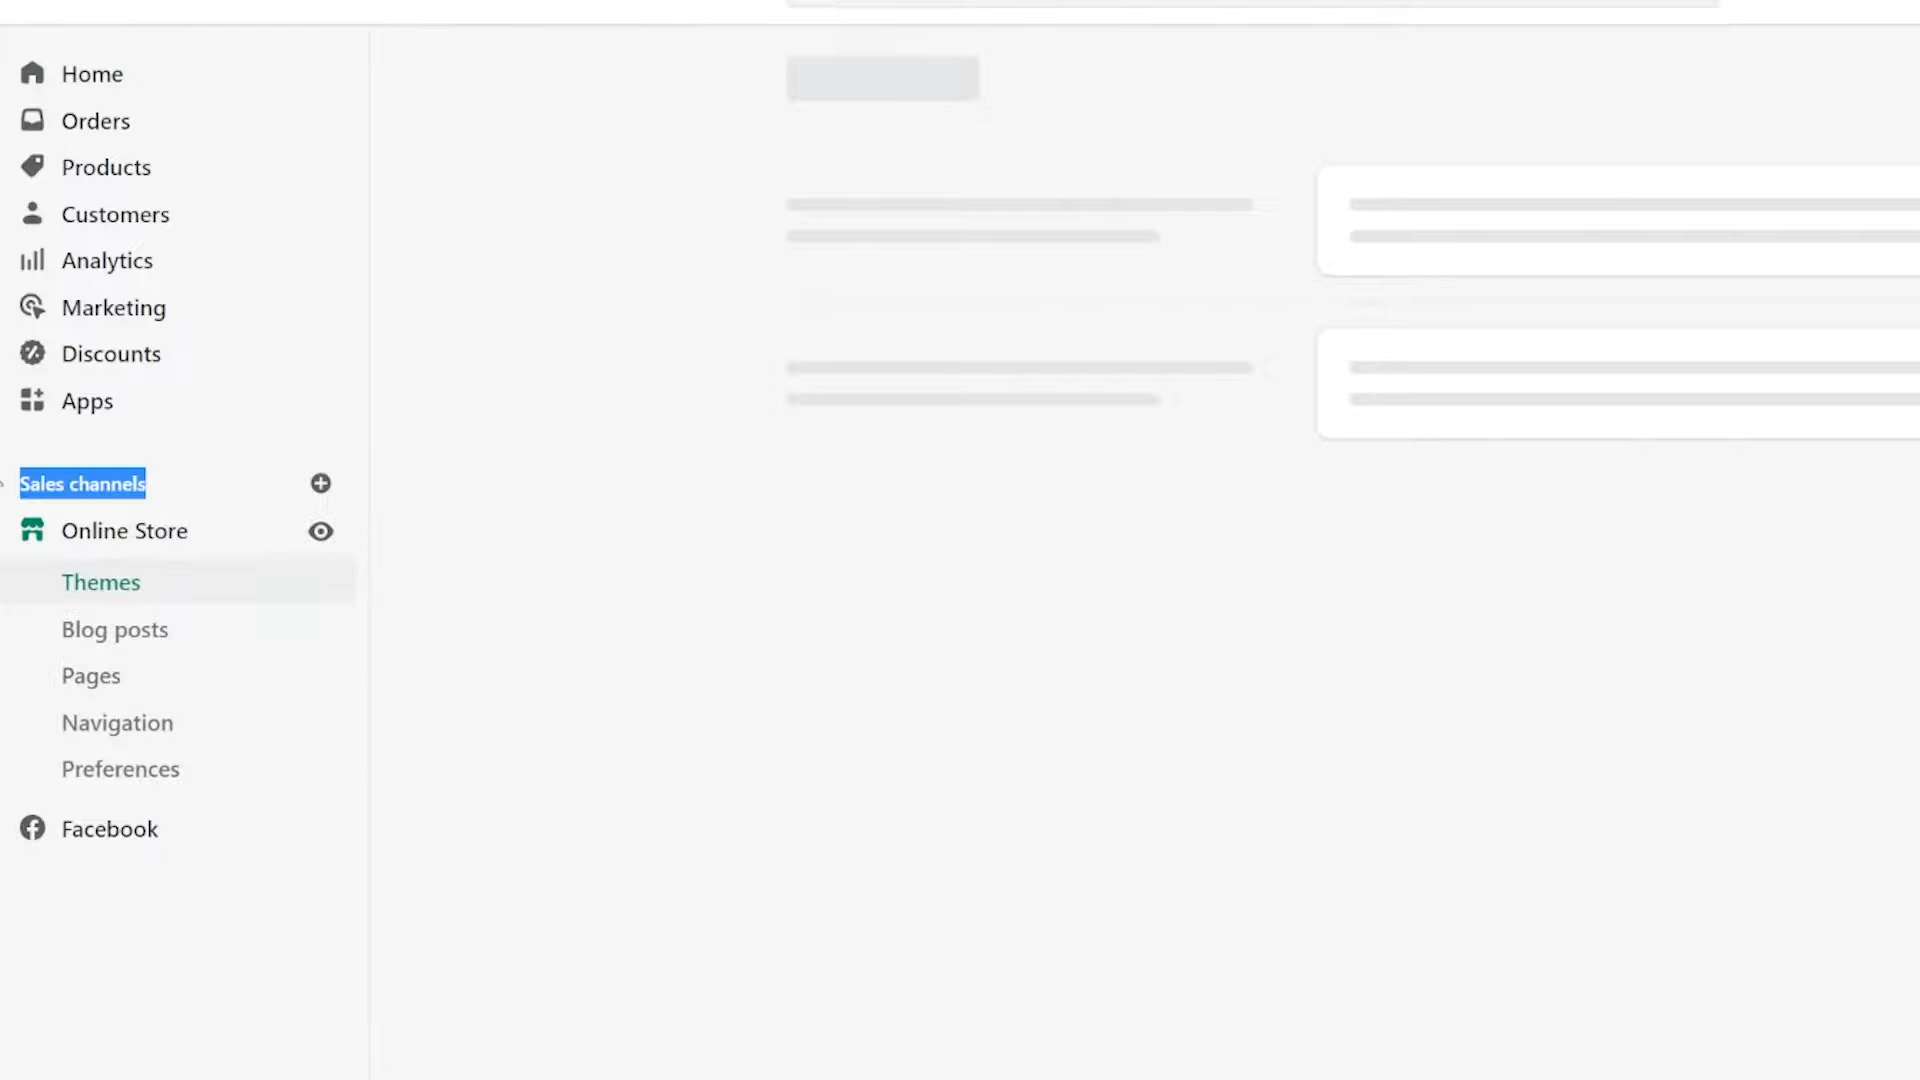 Home
Orders
Products
Customers
Analytics
Marketing
Discounts
Apps
Sales channels
Online Store
Themes
Blog posts
Pages
Navigation
Preferences
Facebook